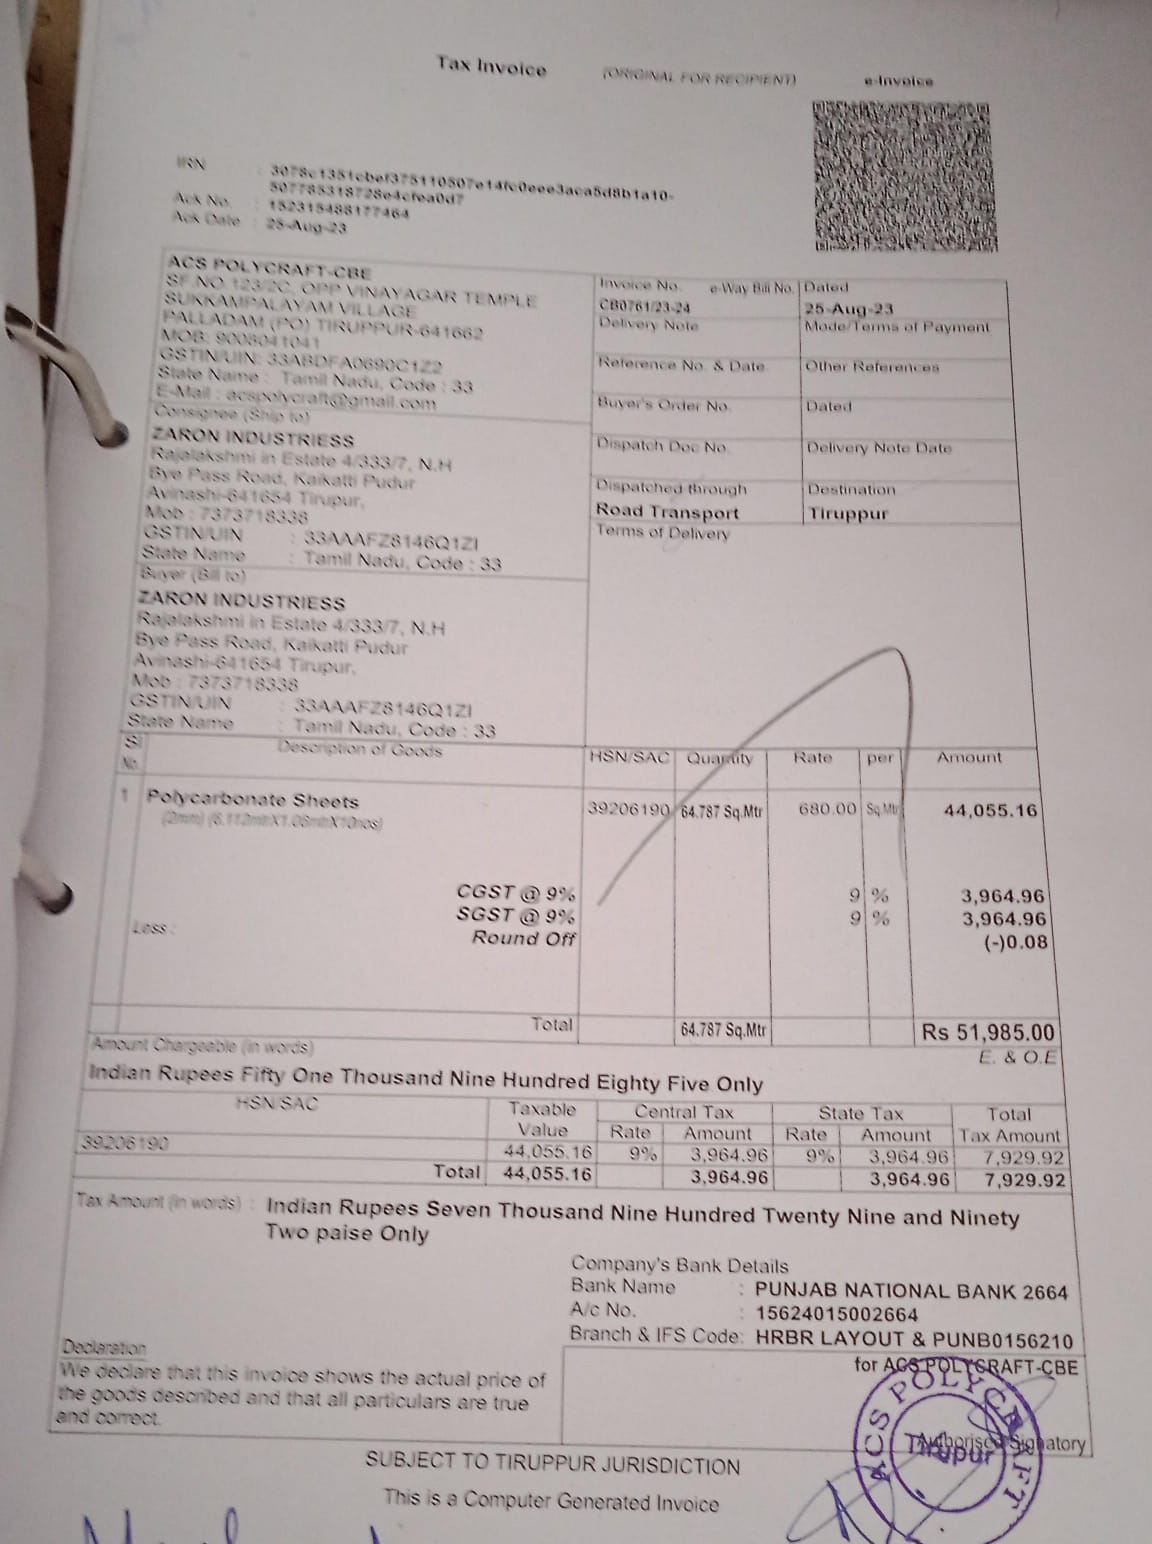 Tax Invoice (ORIGINAL FOR RECIPIENT) e-Invoice
IRN : 3078c1351cbef375110507e14fc0eee3aca5d8b1a10-
507785318728e4cfea0d7
Ack No. : 152315488177464
Ack Date : 25-Aug-23
ACS POLYCRAFT-CBE
SF.NO.123/2C, OPP VINAYAGAR TEMPLE
SUKKAMPALAYAM VILLAGE
PALLADAM (PO) TIRUPPUR-641662
MOB: 9008041041
GSTIN/UIN: 33ABDFA0690C1Z2
State Name : Tamil Nadu, Code : 33
E-Mail : acspolycraft@gmail.com
Invoice No. e-Way Bill No. Dated
CB0761/23-24 25-Aug-23
Delivery Note Mode/Terms of Payment
Reference No. & Date. Other References
Buyer's Order No. Dated
Dispatch Doc No. Delivery Note Date
Dispatched through Destination
Road Transport Tiruppur
Terms of Delivery
Consignee (Ship to)
ZARON INDUSTRIESS
Rajalakshmi in Estate 4/333/7, N.H
Bye Pass Road, Kaikatti Pudur
Avinashi-641654 Tirupur,
Mob : 7373718338
GSTIN/UIN : 33AAAFZ8146Q1ZI
State Name : Tamil Nadu, Code : 33
Buyer (Bill to)
ZARON INDUSTRIESS
Rajalakshmi in Estate 4/333/7, N.H
Bye Pass Road, Kaikatti Pudur
Avinashi-641654 Tirupur,
Mob : 7373718338
GSTIN/UIN : 33AAAFZ8146Q1ZI
State Name : Tamil Nadu, Code : 33
Sl No. Description of Goods HSN/SAC Quantity Rate per Amount
1 Polycarbonate Sheets 39206190 64.787 Sq.Mtr 680.00 Sq.Mtr 44,055.16
(2mm) (6.112mtrX1.06mtrX10nos)
CGST @ 9% 9 % 3,964.96
SGST @ 9% 9 % 3,964.96
Less : Round Off (-)0.08
Total 64.787 Sq.Mtr Rs 51,985.00
Amount Chargeable (in words) E. & O.E
Indian Rupees Fifty One Thousand Nine Hundred Eighty Five Only
HSN/SAC Taxable Value Central Tax State Tax Total Tax Amount
Rate Amount Rate Amount
39206190 44,055.16 9% 3,964.96 9% 3,964.96 7,929.92
Total 44,055.16 3,964.96 3,964.96 7,929.92
Tax Amount (in words) : Indian Rupees Seven Thousand Nine Hundred Twenty Nine and Ninety
Two paise Only
Company's Bank Details
Bank Name : PUNJAB NATIONAL BANK 2664
A/c No. : 15624015002664
Branch & IFS Code: HRBR LAYOUT & PUNB0156210
Declaration
We declare that this invoice shows the actual price of
the goods described and that all particulars are true
and correct.
for ACS POLYCRAFT-CBE
ACS POLYCRAFT
Tirupur
Authorised Signatory
SUBJECT TO TIRUPPUR JURISDICTION
This is a Computer Generated Invoice